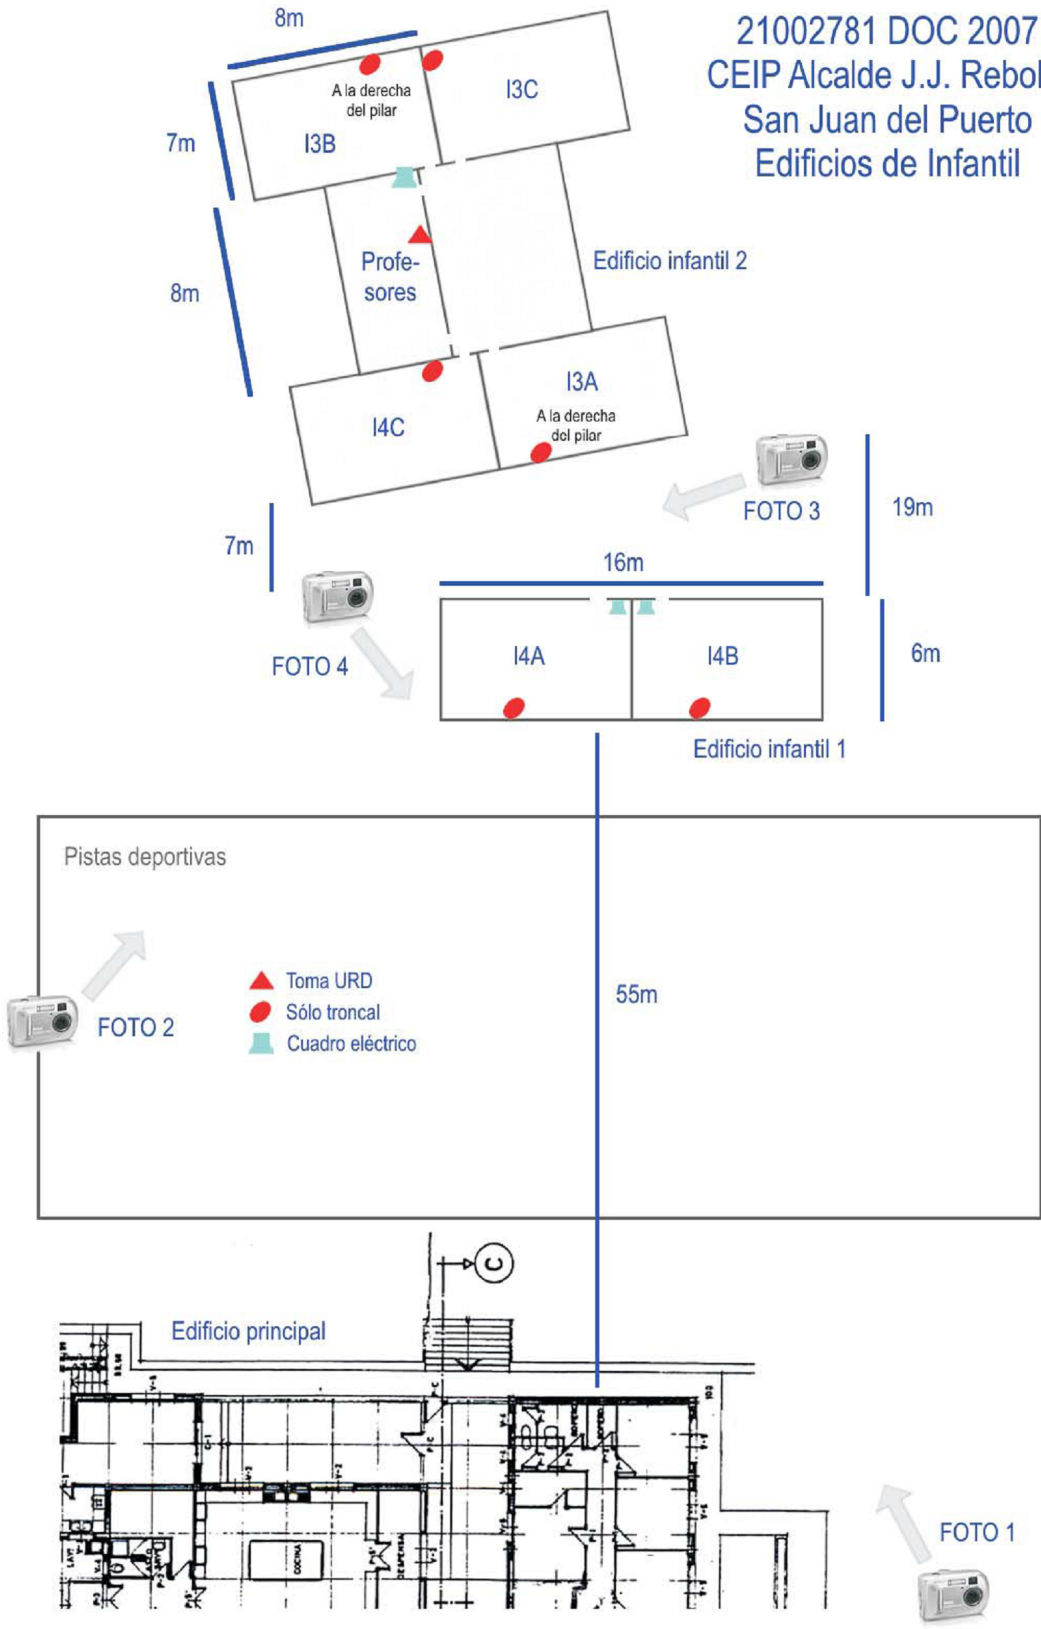 21002781 DOC 2007
CEIP Alcalde J.J. Rebol
San Juan del Puerto
Edificios de Infantil
8m
A la derecha
del pilar
I3B
I3C
7m
Profe-
sores
Edificio infantil 2
8m
I3A
A la derecha
del pilar
I4C
FOTO 3
19m
7m
16m
FOTO 4
I4A
I4B
6m
Edificio infantil 1
Pistas deportivas
Toma URD
Sólo troncal
Cuadro eléctrico
FOTO 2
55m
C
Edificio principal
COCINA
DESPENSA
ROPERO
ROPERO
FOTO 1